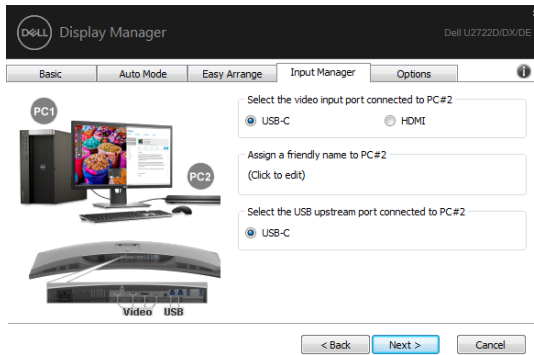 DELL Display Manager
Dell U2722D/DX/DE
Basic
Auto Mode
Easy Arrange
Input Manager
Options
PC1
PC2
Video USB
Select the video input port connected to PC#2
USB-C
HDMI
Assign a friendly name to PC#2
(Click to edit)
Select the USB upstream port connected to PC#2
USB-C
< Back
Next >
Cancel